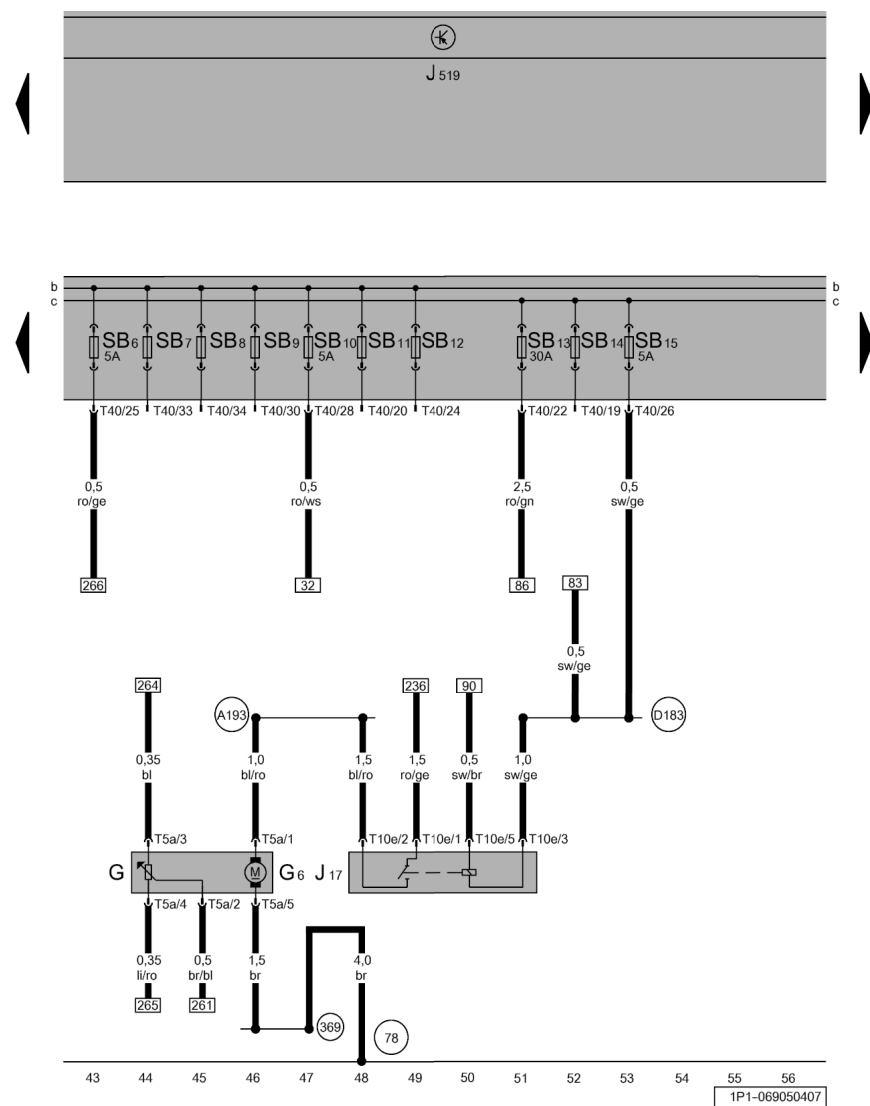 J 519
b b
c c
SB6 SB7 SB8 SB9 SB10 SB11 SB12 SB13 SB14 SB15
5A 5A 30A 5A
T40/25 T40/33 T40/34 T40/30 T40/28 T40/20 T40/24 T40/22 T40/19 T40/26
0,5 0,5 2,5 0,5
ro/ge ro/ws ro/gn sw/ge
266 32 86 83
0,5
sw/ge
264 236 90
A193 D183
0,35 1,0 1,5 1,5 0,5 1,0
bl bl/ro bl/ro ro/ge sw/br sw/ge
T5a/3 T5a/1 T10e/2 T10e/1 T10e/5 T10e/3
G M G6 J17
T5a/4 T5a/2 T5a/5
0,35 0,5 1,5 4,0
li/ro br/bl br br
265 261
369 78
43 44 45 46 47 48 49 50 51 52 53 54 55 56
1P1-069050407